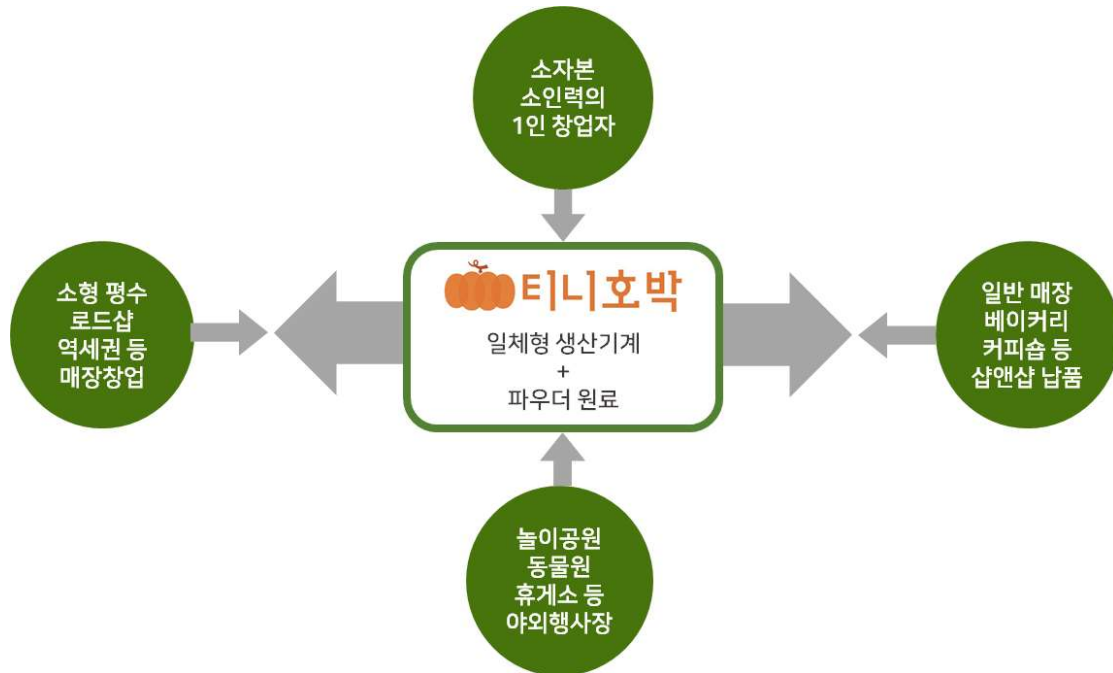 소자본
소인력의
1인 창업자
소형 평수
로드샵
역세권 등
매장창업
티니호박
일체형 생산기계
+
파우더 원료
일반 매장
베이커리
커피숍 등
샵앤샵 납품
놀이공원
동물원
휴게소 등
야외행사장